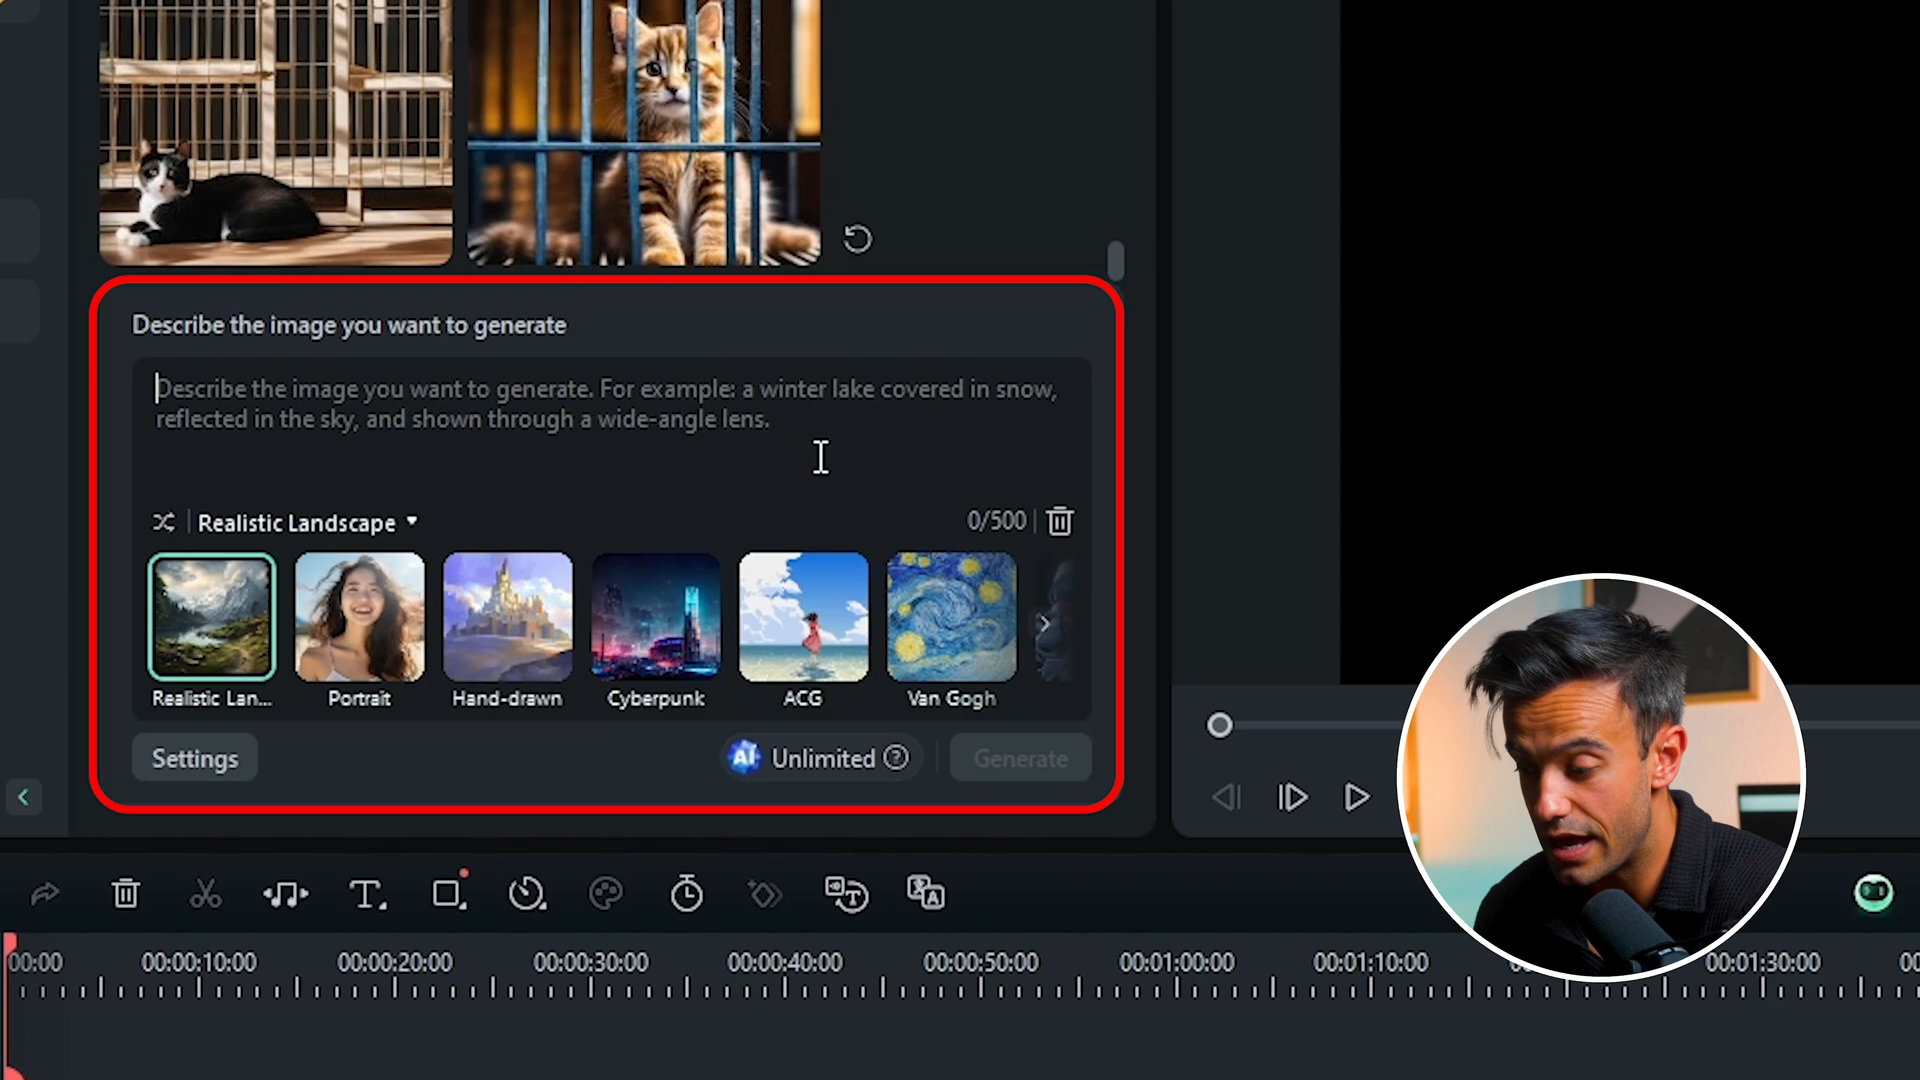 Describe the image you want to generate
Describe the image you want to generate. For example: a winter lake covered in snow,
reflected in the sky, and shown through a wide-angle lens.
Realistic Landscape
0/500
Realistic Lan...
Portrait
Hand-drawn
Cyberpunk
ACG
Van Gogh
Settings
AI Unlimited
Generate
00:00
00:00:10:00
00:00:20:00
00:00:30:00
00:00:40:00
00:00:50:00
00:01:00:00
00:01:10:00
00:01:30:00